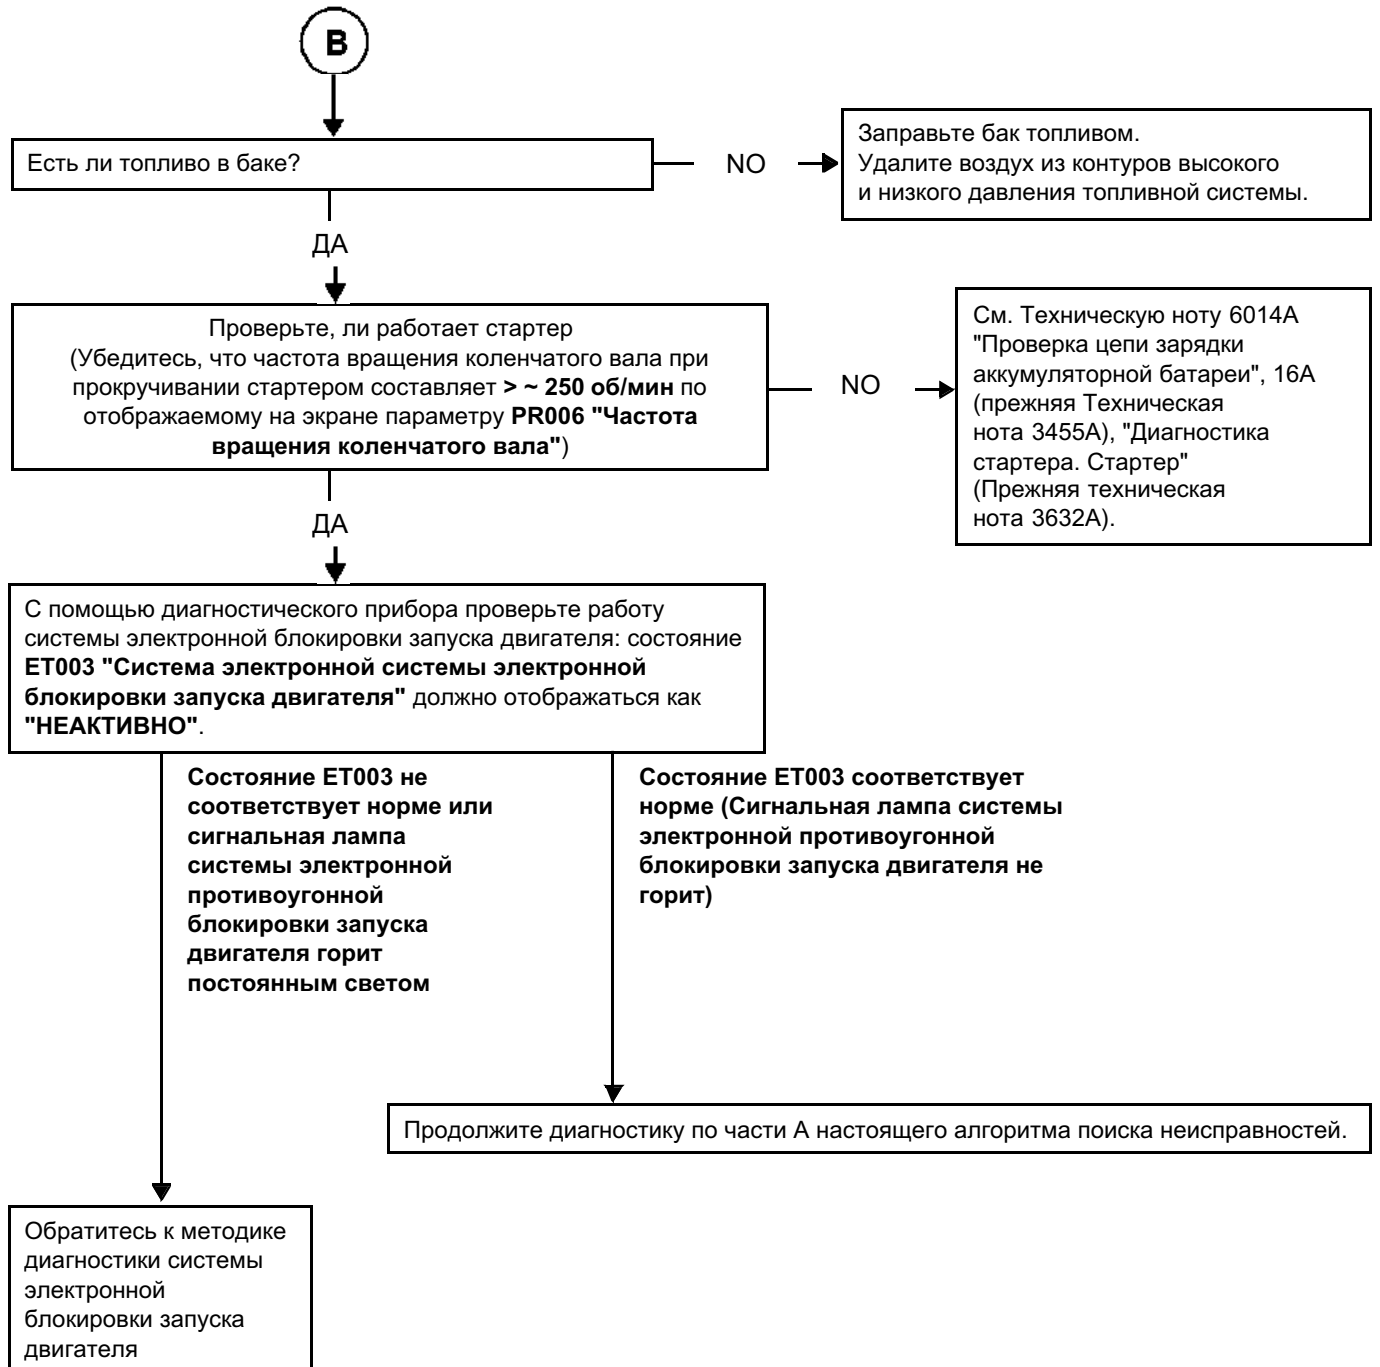 B
Есть ли топливо в баке?
NO
Заправьте бак топливом.
Удалите воздух из контуров высокого
и низкого давления топливной системы.
ДА
Проверьте, ли работает стартер
(Убедитесь, что частота вращения коленчатого вала при
прокручивании стартером составляет > ~ 250 об/мин по
отображаемому на экране параметру PR006 "Частота
вращения коленчатого вала")
NO
См. Техническую ноту 6014A
"Проверка цепи зарядки
аккумуляторной батареи", 16A
(прежняя Техническая
нота 3455A), "Диагностика
стартера. Стартер"
(Прежняя техническая
нота 3632A).
ДА
С помощью диагностического прибора проверьте работу
системы электронной блокировки запуска двигателя: состояние
ET003 "Система электронной системы электронной
блокировки запуска двигателя" должно отображаться как
"НЕАКТИВНО".
Состояние ET003 не
соответствует норме или
сигнальная лампа
системы электронной
противоугонной
блокировки запуска
двигателя горит
постоянным светом
Состояние ET003 соответствует
норме (Сигнальная лампа системы
электронной противоугонной
блокировки запуска двигателя не
горит)
Продолжите диагностику по части А настоящего алгоритма поиска неисправностей.
Обратитесь к методике
диагностики системы
электронной
блокировки запуска
двигателя